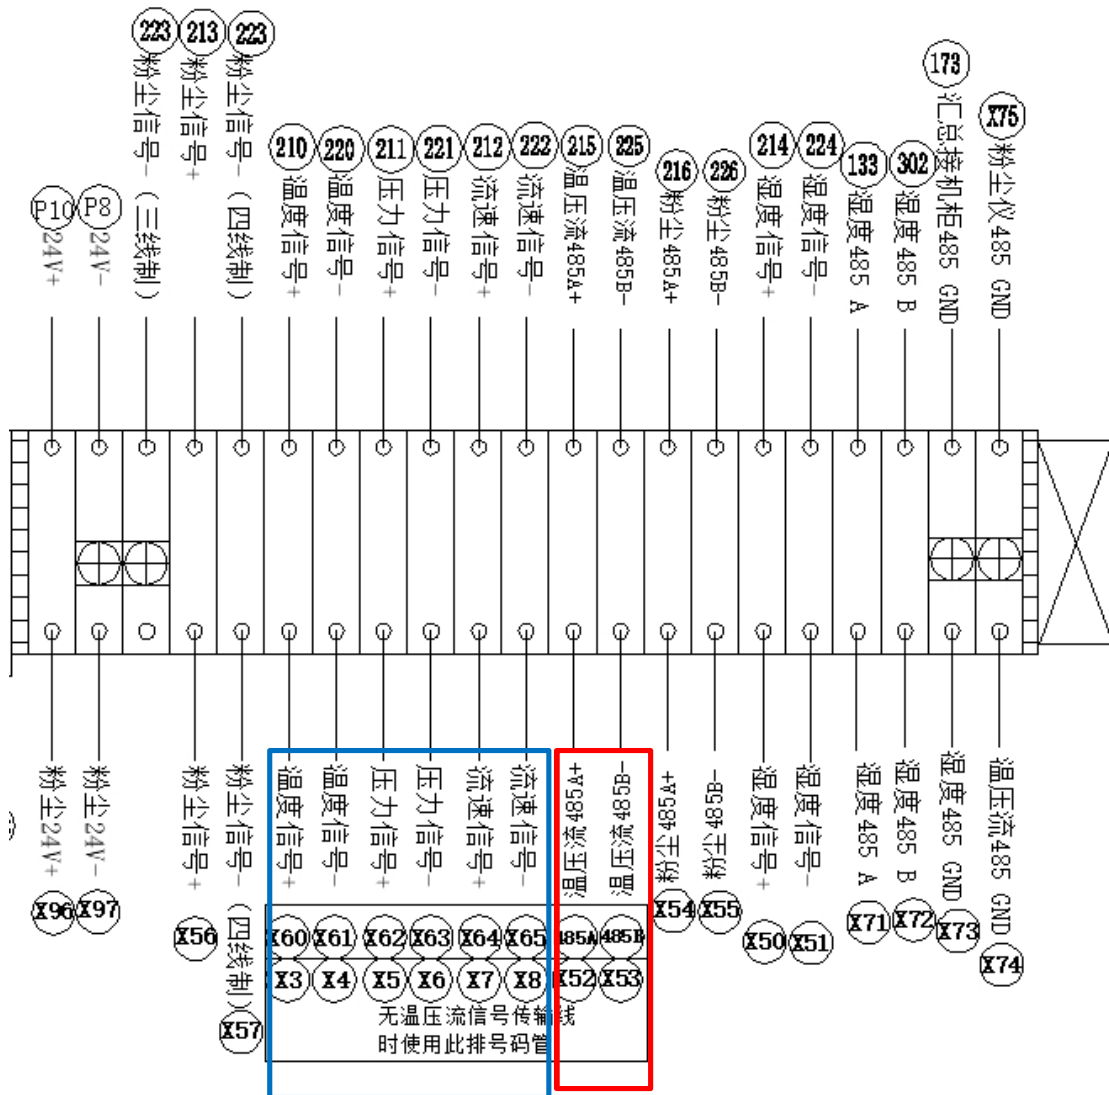 P10 24V+
P8 24V-
223 粉尘信号-（三线制）
213 粉尘信号+
223 粉尘信号-（四线制）
210 温度信号+
220 温度信号-
211 压力信号+
221 压力信号-
212 流速信号+
222 流速信号-
215 温压流485A+
225 温压流485B-
216 粉尘485A+
226 粉尘485B-
214 湿度信号+
224 湿度信号-
133 湿度485 A
302 湿度485 B
173 汇总接机柜485 GND
X75 粉尘仪485 GND
粉尘24V+ X96
粉尘24V- X97
粉尘信号+ X56
粉尘信号-（四线制） X57
温度信号+
温度信号-
压力信号+
压力信号-
流速信号+
流速信号-
温压流485A+
温压流485B-
粉尘485A+ X54
粉尘485B- X55
湿度信号+ X50
湿度信号- X51
湿度485 A X71
湿度485 B X72
湿度485 GND X73
温压流485 GND X74
X60 X61 X62 X63 X64 X65 485A 485B
X3 X4 X5 X6 X7 X8 X52 X53
无温压流信号传输线
时使用此排号码管